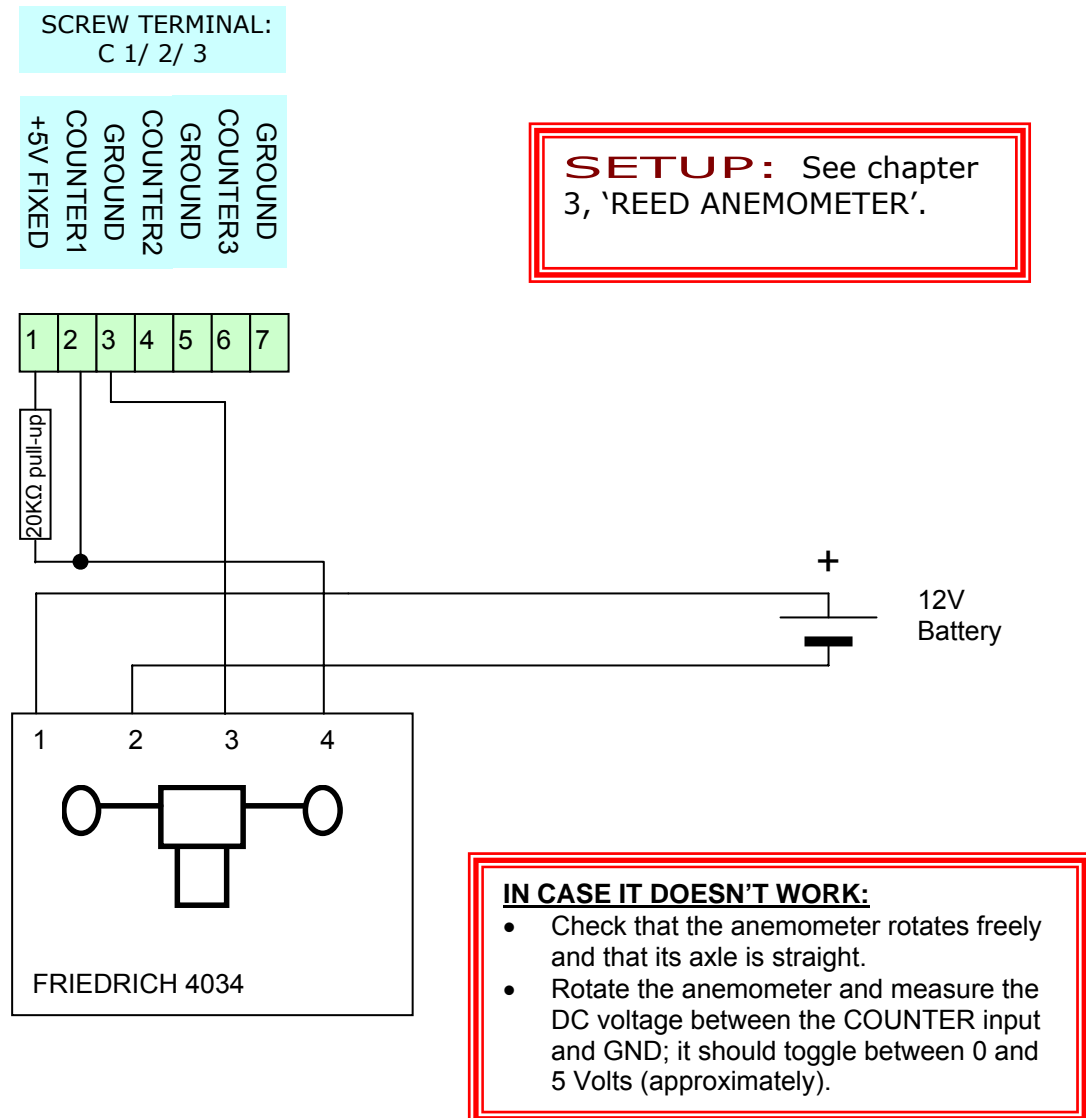 SCREW TERMINAL:
C 1/ 2/ 3
+5V FIXED
COUNTER1
GROUND
COUNTER2
GROUND
COUNTER3
GROUND
SETUP: See chapter
3, ‘REED ANEMOMETER’.
1 2 3 4 5 6 7
20KΩ pull-up
+
12V
Battery
1 2 3 4
FRIEDRICH 4034
IN CASE IT DOESN’T WORK:
• Check that the anemometer rotates freely
and that its axle is straight.
• Rotate the anemometer and measure the
DC voltage between the COUNTER input
and GND; it should toggle between 0 and
5 Volts (approximately).